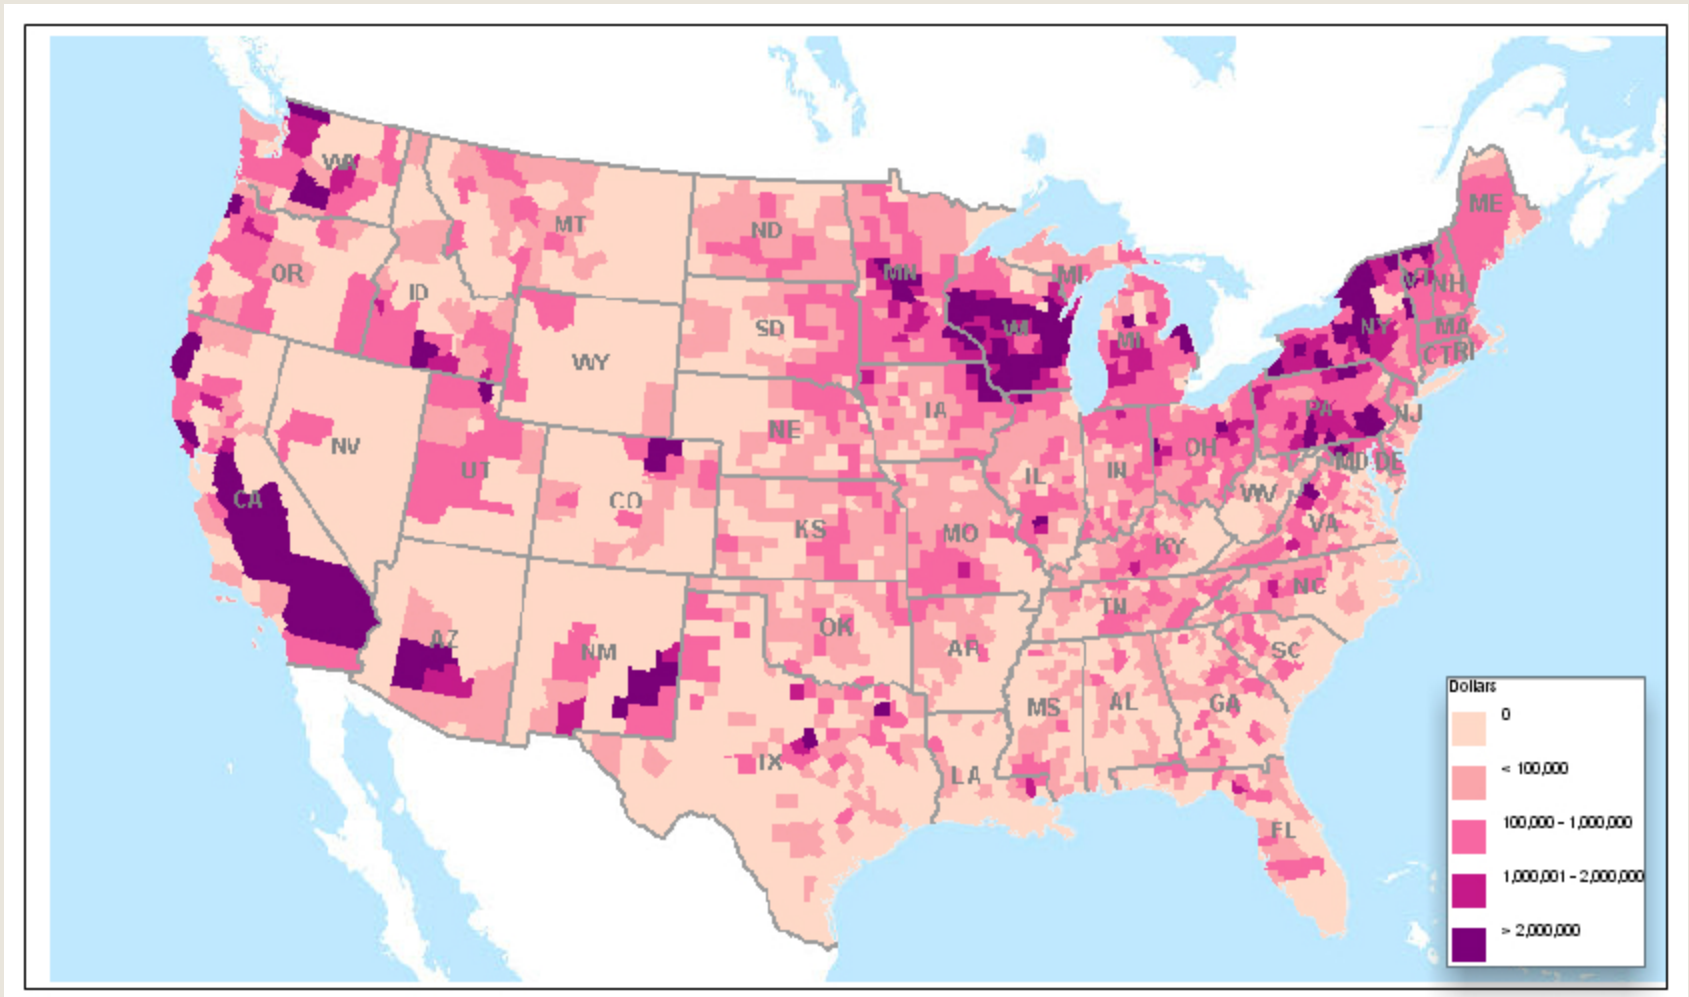 WA
MT
ND
MN
ME
OR
ID
SD
WI
MI
MI
VT
NH
NY
MA
CT
RI
WY
NE
IA
PA
NJ
NV
UT
CO
IL
IN
OH
MD
DE
CA
KS
MO
WV
VA
KY
AZ
NM
OK
AR
TN
NC
SC
MS
AL
GA
TX
LA
FL
Dollars
0
< 100,000
100,000 - 1,000,000
1,000,001 - 2,000,000
> 2,000,000